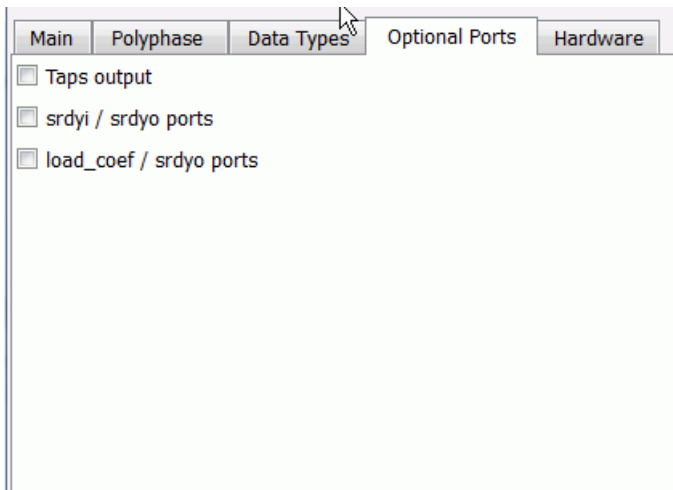 Main Polyphase Data Types Optional Ports Hardware
Taps output
srdyi / srdyo ports
load_coef / srdyo ports